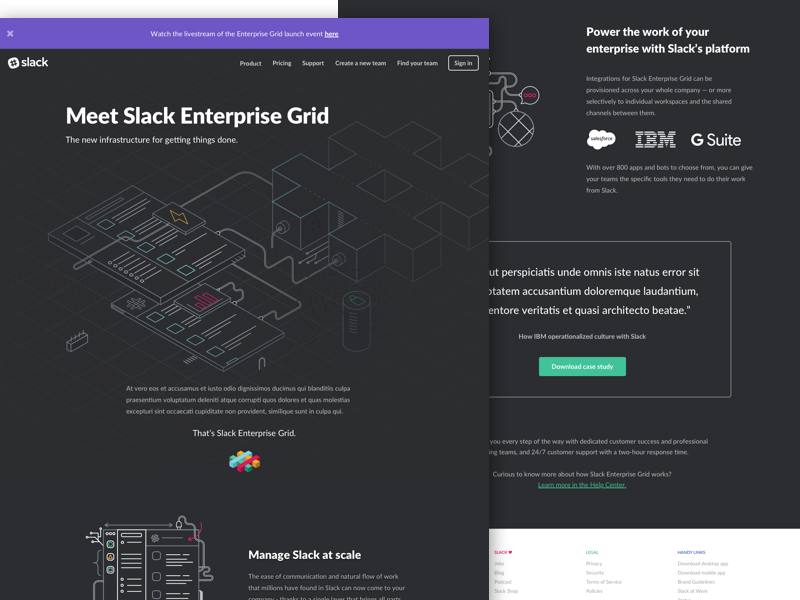 Watch the livestream of the Enterprise Grid launch event here
slack
Product Pricing Support Create a new team Find your team Sign in
Meet Slack Enterprise Grid
The new infrastructure for getting things done.
At vero eos et accusamus et iusto odio dignissimos ducimus qui blanditiis culpa
praesentium voluptatum deleniti atque corrupti quos dolores et quas molestias
excepturi sint occaecati cupiditate non provident, similique sunt in culpa qui.
That's Slack Enterprise Grid.
Manage Slack at scale
The ease of communication and natural flow of work
that millions have found in Slack can now come to your
Power the work of your
enterprise with Slack's platform
Integrations for Slack Enterprise Grid can be
provisioned across your whole company — or more
selectively to individual workspaces and the shared
channels between them.
salesforce IBM G Suite
With over 800 apps and bots to choose from, you can give
your teams the specific tools they need to do their work
from Slack.
ut perspiciatis unde omnis iste natus error sit
ptatem accusantium doloremque laudantium,
entore veritatis et quasi architecto beatae."
How IBM operationalized culture with Slack
Download case study
you every step of the way with dedicated customer success and professional
ng teams, and 24/7 customer support with a two-hour response time.
Curious to know more about how Slack Enterprise Grid works?
Learn more in the Help Center.
SLACK LEGAL HANDY LINKS
Jobs Privacy Download desktop app
Blog Security Download mobile app
Podcast Terms of Service Brand Guidelines
Slack Shop Policies Slack at Work